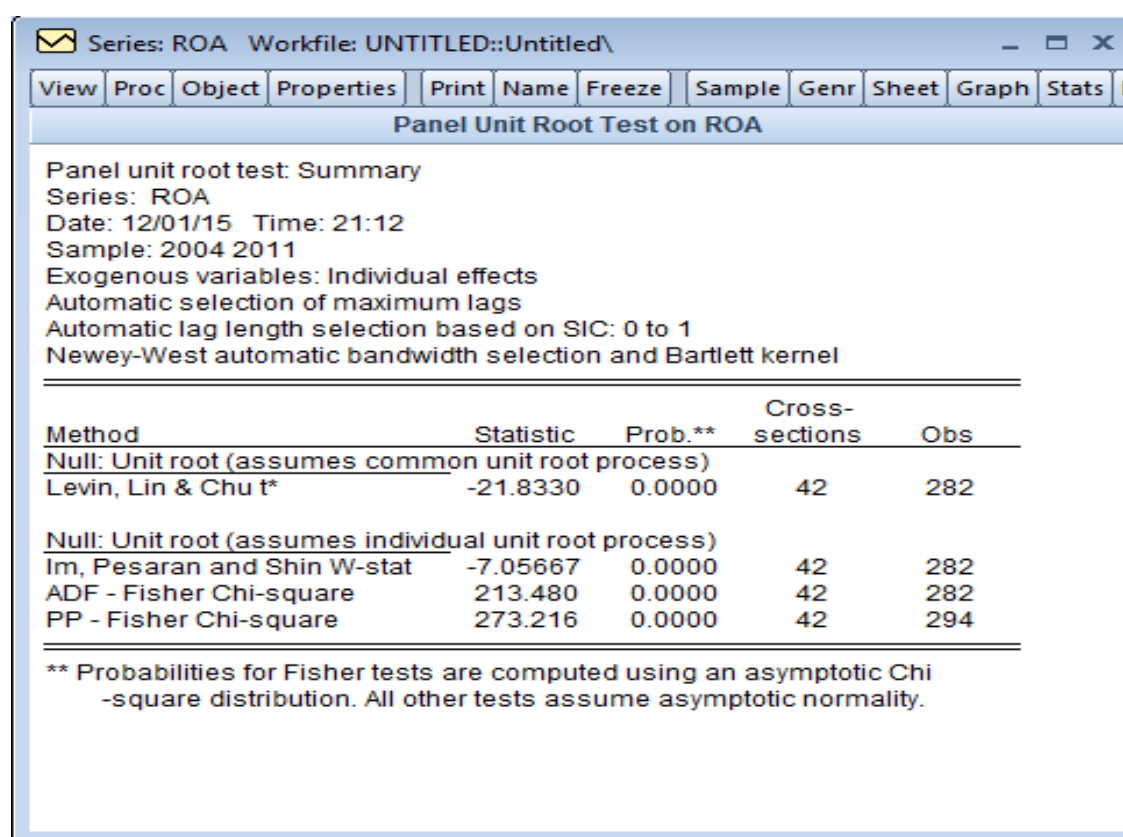 Series: ROA Workfile: UNTITLED::Untitled\
View Proc Object Properties Print Name Freeze Sample Genr Sheet Graph Stats
Panel Unit Root Test on ROA
Panel unit root test: Summary
Series: ROA
Date: 12/01/15 Time: 21:12
Sample: 2004 2011
Exogenous variables: Individual effects
Automatic selection of maximum lags
Automatic lag length selection based on SIC: 0 to 1
Newey-West automatic bandwidth selection and Bartlett kernel
Cross-
Method Statistic Prob.** sections Obs
Null: Unit root (assumes common unit root process)
Levin, Lin & Chu t* -21.8330 0.0000 42 282
Null: Unit root (assumes individual unit root process)
Im, Pesaran and Shin W-stat -7.05667 0.0000 42 282
ADF - Fisher Chi-square 213.480 0.0000 42 282
PP - Fisher Chi-square 273.216 0.0000 42 294
** Probabilities for Fisher tests are computed using an asymptotic Chi
-square distribution. All other tests assume asymptotic normality.